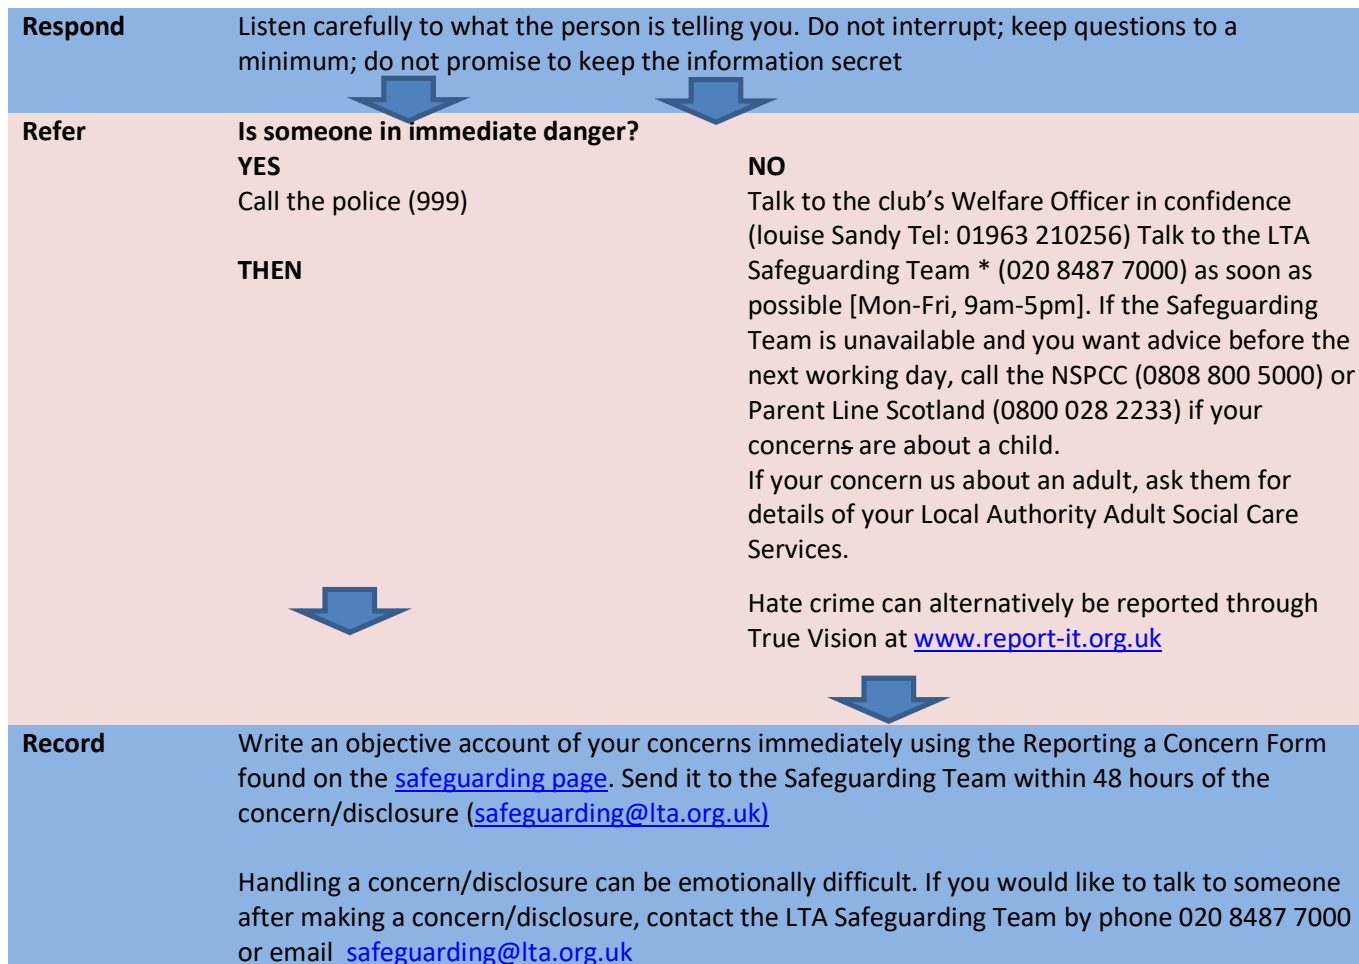 Respond
Listen carefully to what the person is telling you. Do not interrupt; keep questions to a
minimum; do not promise to keep the information secret
Refer
Is someone in immediate danger?
YES
Call the police (999)
THEN
NO
Talk to the club’s Welfare Officer in confidence
(louise Sandy Tel: 01963 210256) Talk to the LTA
Safeguarding Team * (020 8487 7000) as soon as
possible [Mon-Fri, 9am-5pm]. If the Safeguarding
Team is unavailable and you want advice before the
next working day, call the NSPCC (0808 800 5000) or
Parent Line Scotland (0800 028 2233) if your
concerns are about a child.
If your concern us about an adult, ask them for
details of your Local Authority Adult Social Care
Services.
Hate crime can alternatively be reported through
True Vision at www.report-it.org.uk
Record
Write an objective account of your concerns immediately using the Reporting a Concern Form
found on the safeguarding page. Send it to the Safeguarding Team within 48 hours of the
concern/disclosure (safeguarding@lta.org.uk)
Handling a concern/disclosure can be emotionally difficult. If you would like to talk to someone
after making a concern/disclosure, contact the LTA Safeguarding Team by phone 020 8487 7000
or email safeguarding@lta.org.uk